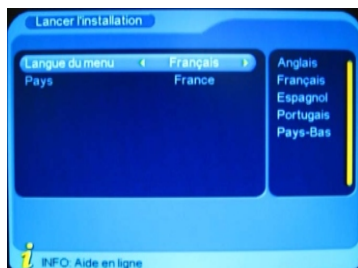 Lancer l'installation
Langue du menu Français
Pays France
Anglais
Français
Espagnol
Portugais
Pays-Bas
INFO: Aide en ligne